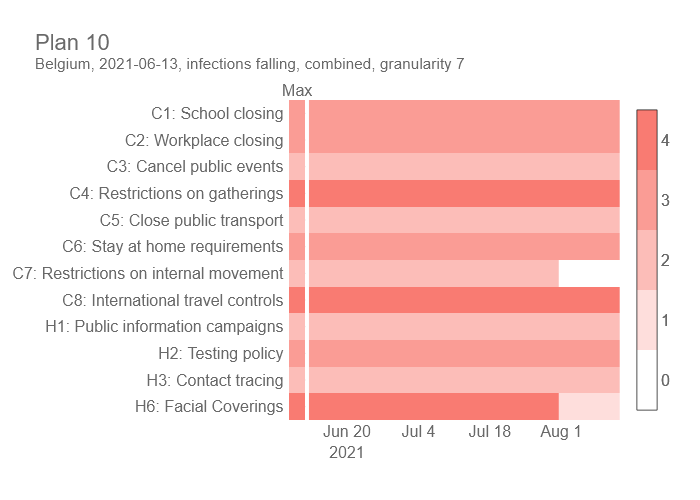 Plan 10
Belgium, 2021-06-13, infections falling, combined, granularity 7
Max
C1: School closing
C2: Workplace closing
C3: Cancel public events
C4: Restrictions on gatherings
C5: Close public transport
C6: Stay at home requirements
C7: Restrictions on internal movement
C8: International travel controls
H1: Public information campaigns
H2: Testing policy
H3: Contact tracing
H6: Facial Coverings
Jun 20 Jul 4 Jul 18 Aug 1
2021
4
3
2
1
0